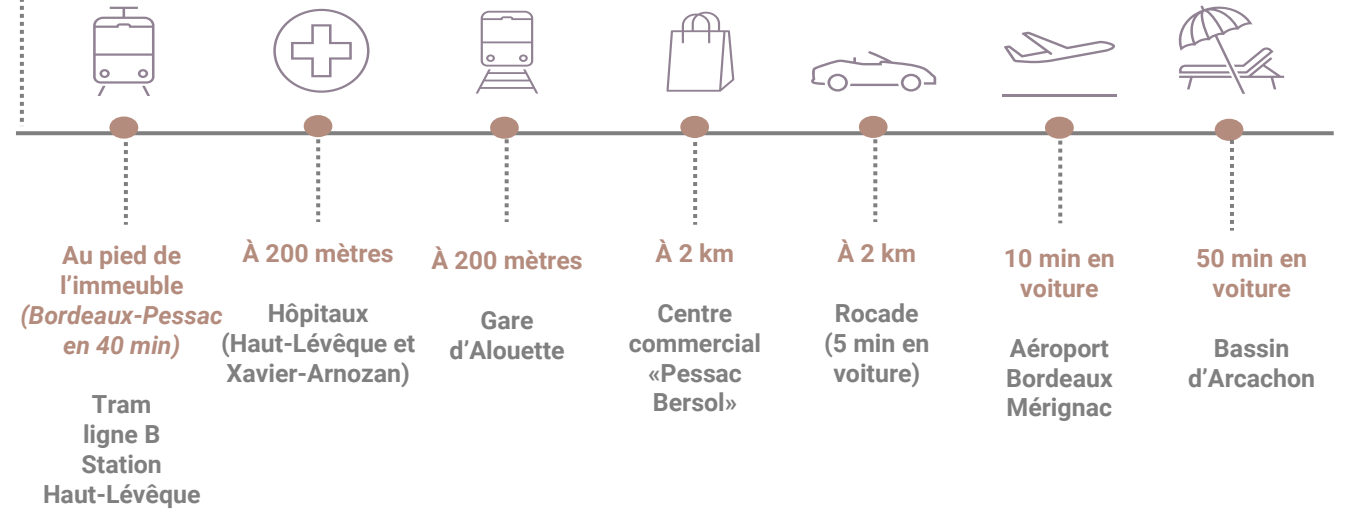 Au pied de
l’immeuble
(Bordeaux-Pessac
en 40 min)
Tram
ligne B
Station
Haut-Lévêque
À 200 mètres
Hôpitaux
(Haut-Lévêque et
Xavier-Arnozan)
À 200 mètres
Gare
d’Alouette
À 2 km
Centre
commercial
«Pessac
Bersol»
À 2 km
Rocade
(5 min en
voiture)
10 min en
voiture
Aéroport
Bordeaux
Mérignac
50 min en
voiture
Bassin
d’Arcachon